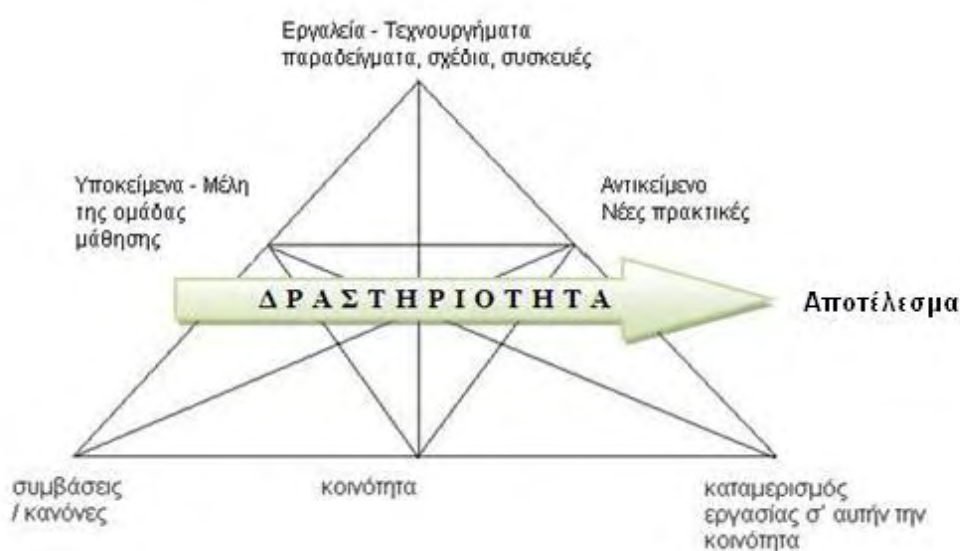 Εργαλεία - Τεχνουργήματα
παραδείγματα, σχέδια, συσκευές
Υποκείμενα - Μέλη
της ομάδας
μάθησης
Αντικείμενο
Νέες πρακτικές
ΔΡΑΣΤΗΡΙΟΤΗΤΑ
Αποτέλεσμα
συμβάσεις
/ κανόνες
κοινότητα
καταμερισμός
εργασίας σ' αυτήν την
κοινότητα